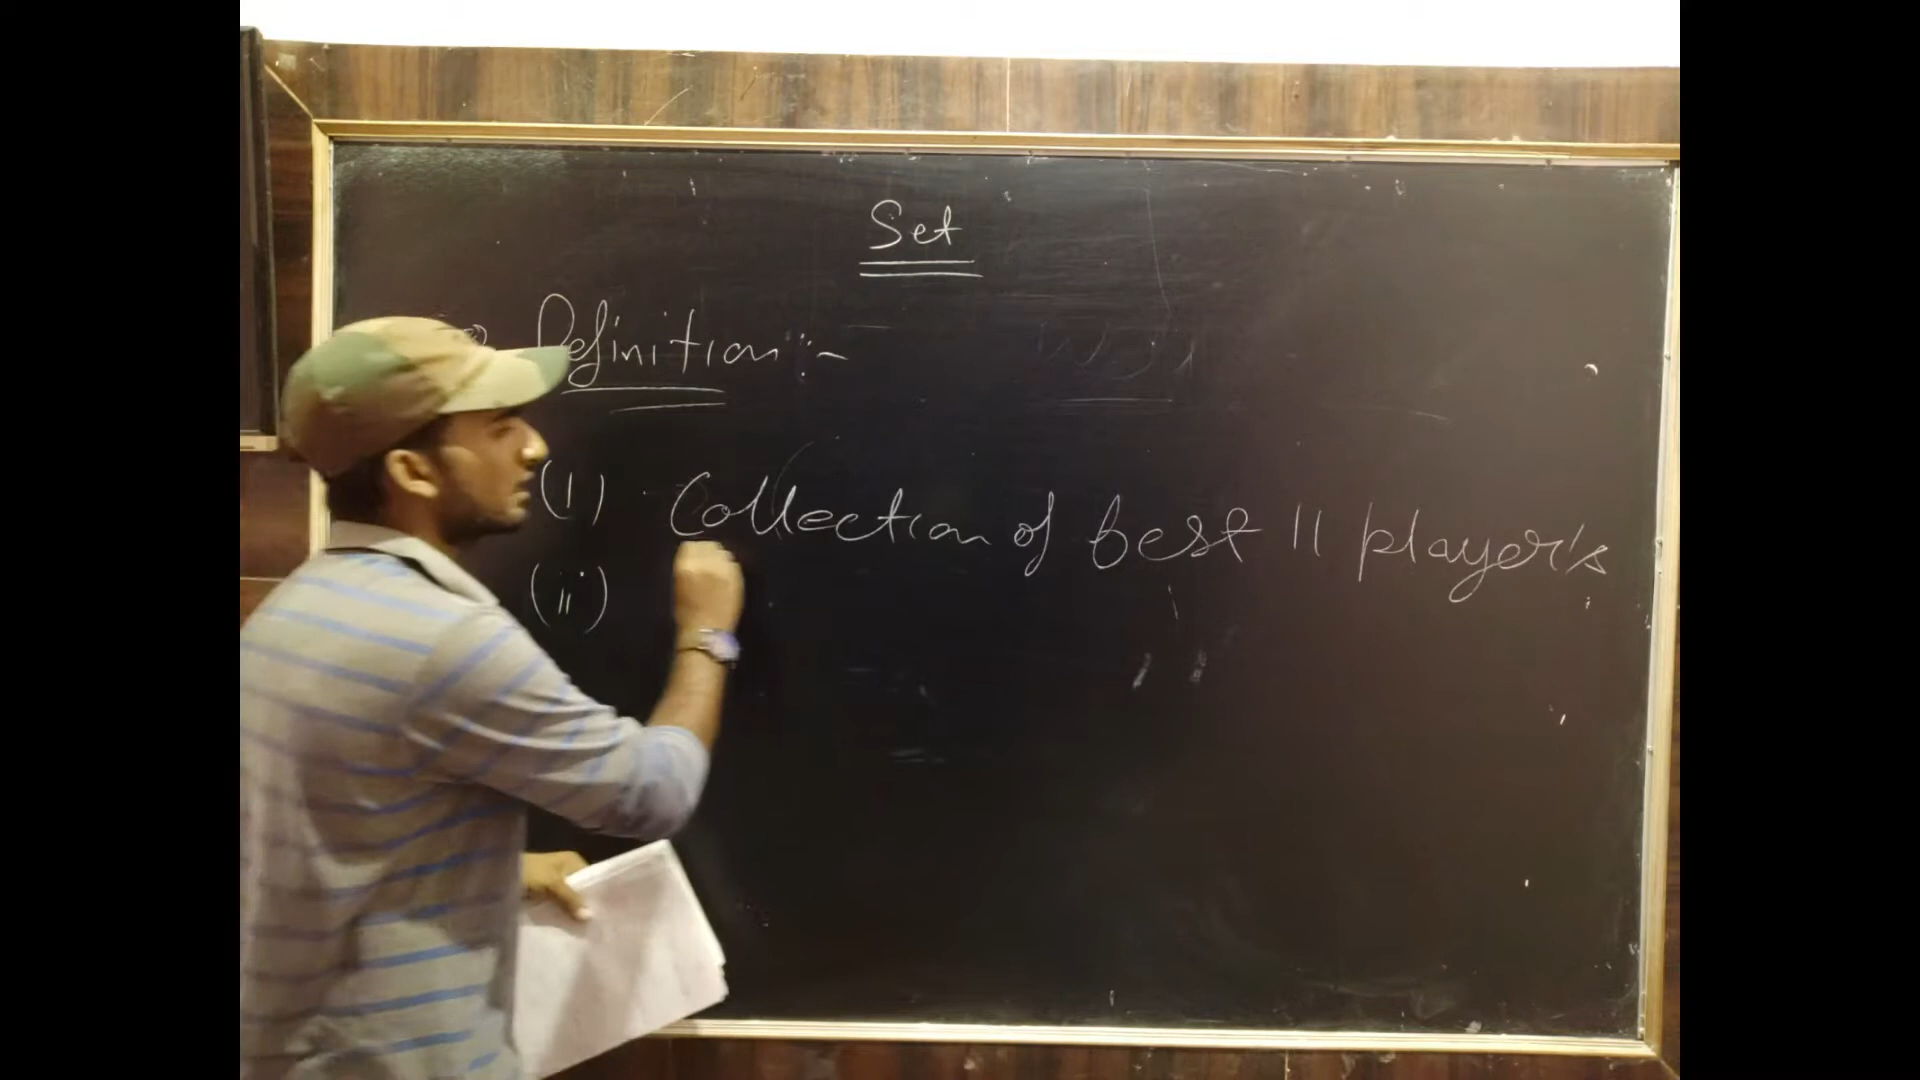 Set
Definition :-
(i) Collection of best 11 player's
(ii)